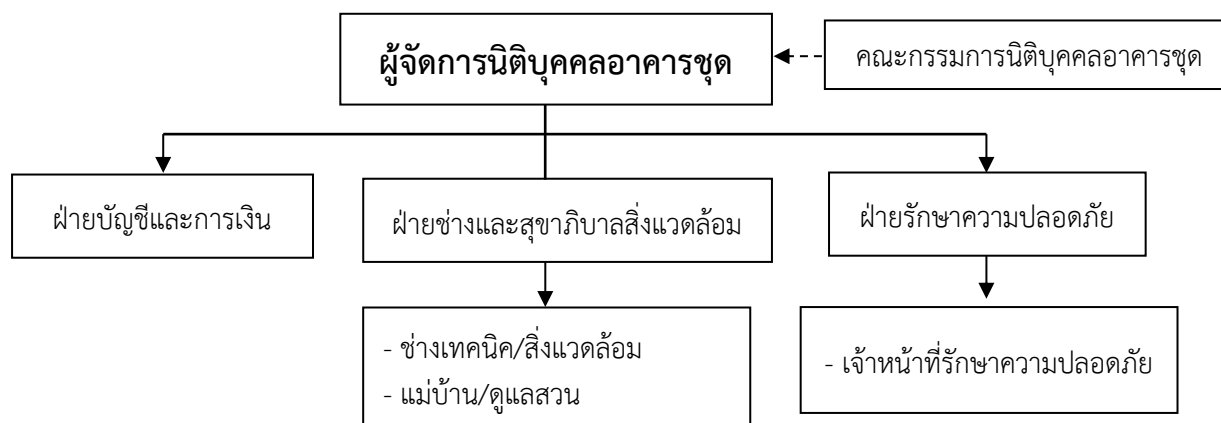 ผู้จัดการนิติบุคคลอาคารชุด
คณะกรรมการนิติบุคคลอาคารชุด
ฝ่ายบัญชีและการเงิน
ฝ่ายช่างและสุขาภิบาลสิ่งแวดล้อม
ฝ่ายรักษาความปลอดภัย
- ช่างเทคนิค/สิ่งแวดล้อม
- แม่บ้าน/ดูแลสวน
- เจ้าหน้าที่รักษาความปลอดภัย